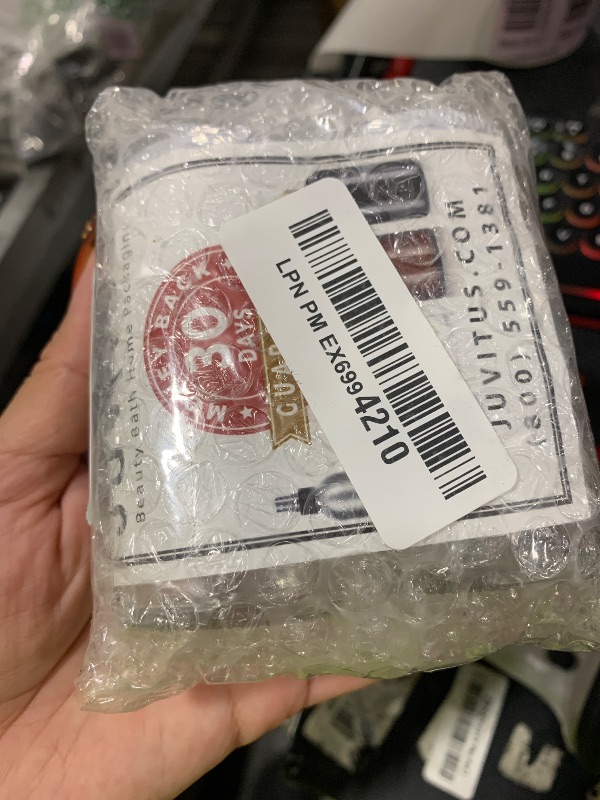 Beauty Bath Home Packaging
30
DAYS
LPN PM EX6994210
JUVITUS.COM
(800) 559-1381